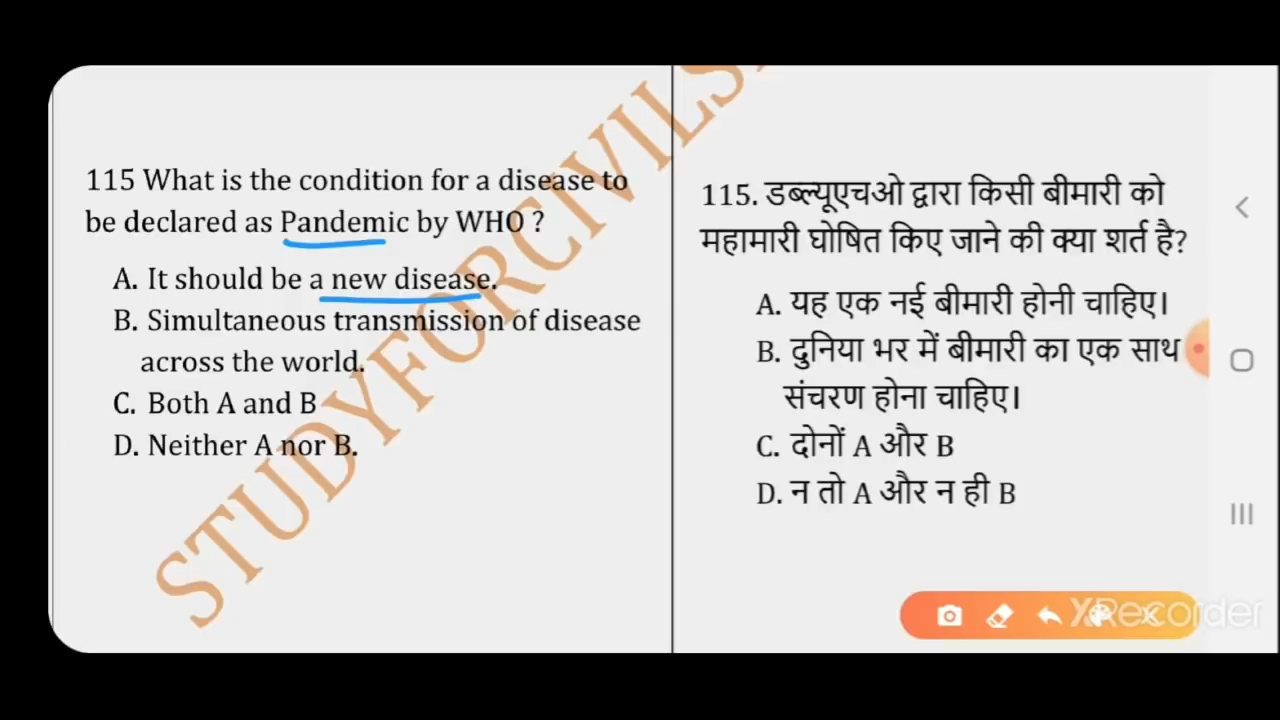 115 What is the condition for a disease to
be declared as Pandemic by WHO ?
A. It should be a new disease.
B. Simultaneous transmission of disease
across the world.
C. Both A and B
D. Neither A nor B.
115. डब्ल्यूएचओ द्वारा किसी बीमारी को
महामारी घोषित किए जाने की क्या शर्त है?
A. यह एक नई बीमारी होनी चाहिए।
B. दुनिया भर में बीमारी का एक साथ
संचरण होना चाहिए।
C. दोनों A और B
D. न तो A और न ही B
STUDYFORCIVILS
XRecorder